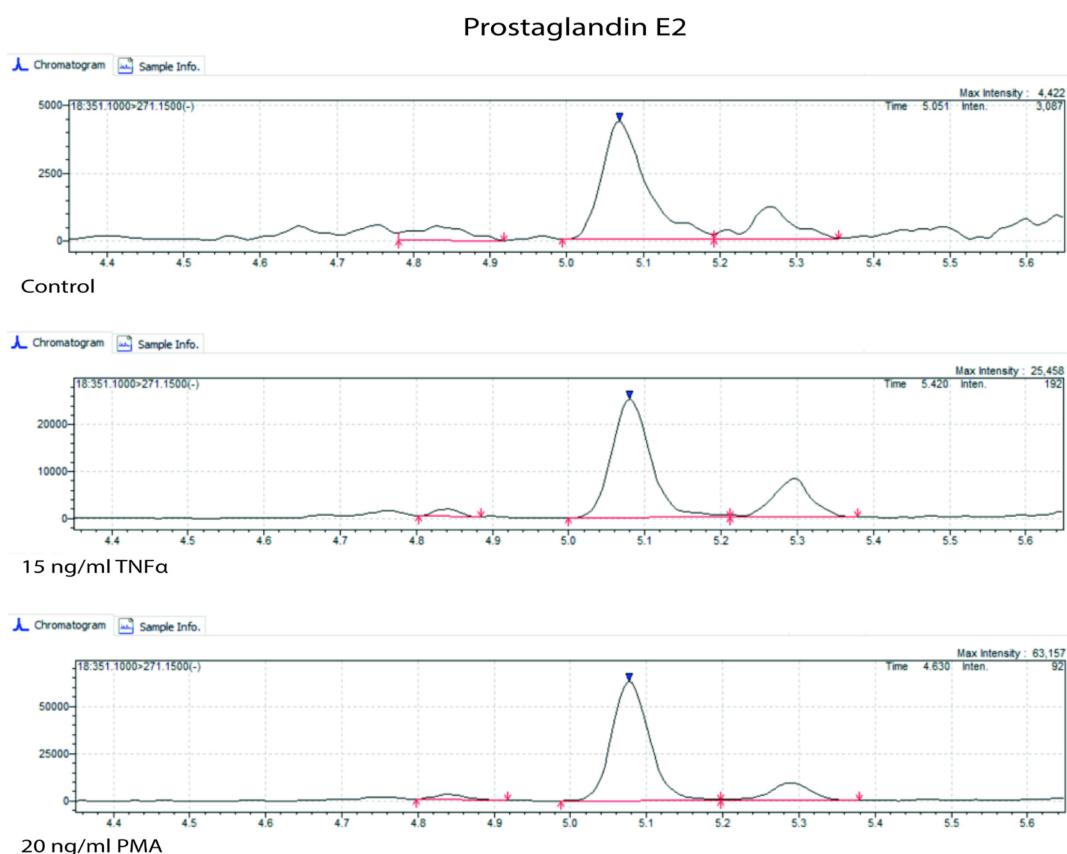 Prostaglandin E2
Chromatogram Sample Info.
Max Intensity : 4,422
18:351.1000>271.1500(-) Time 5.051 Inten. 3,087
5000
2500
0
4.4 4.5 4.6 4.7 4.8 4.9 5.0 5.1 5.2 5.3 5.4 5.5 5.6
Control
Chromatogram Sample Info.
Max Intensity : 25,458
18:351.1000>271.1500(-) Time 5.420 Inten. 192
20000
10000
0
4.4 4.5 4.6 4.7 4.8 4.9 5.0 5.1 5.2 5.3 5.4 5.5 5.6
15 ng/ml TNFα
Chromatogram Sample Info.
Max Intensity : 63,157
18:351.1000>271.1500(-) Time 4.630 Inten. 92
50000
25000
0
4.4 4.5 4.6 4.7 4.8 4.9 5.0 5.1 5.2 5.3 5.4 5.5 5.6
20 ng/ml PMA